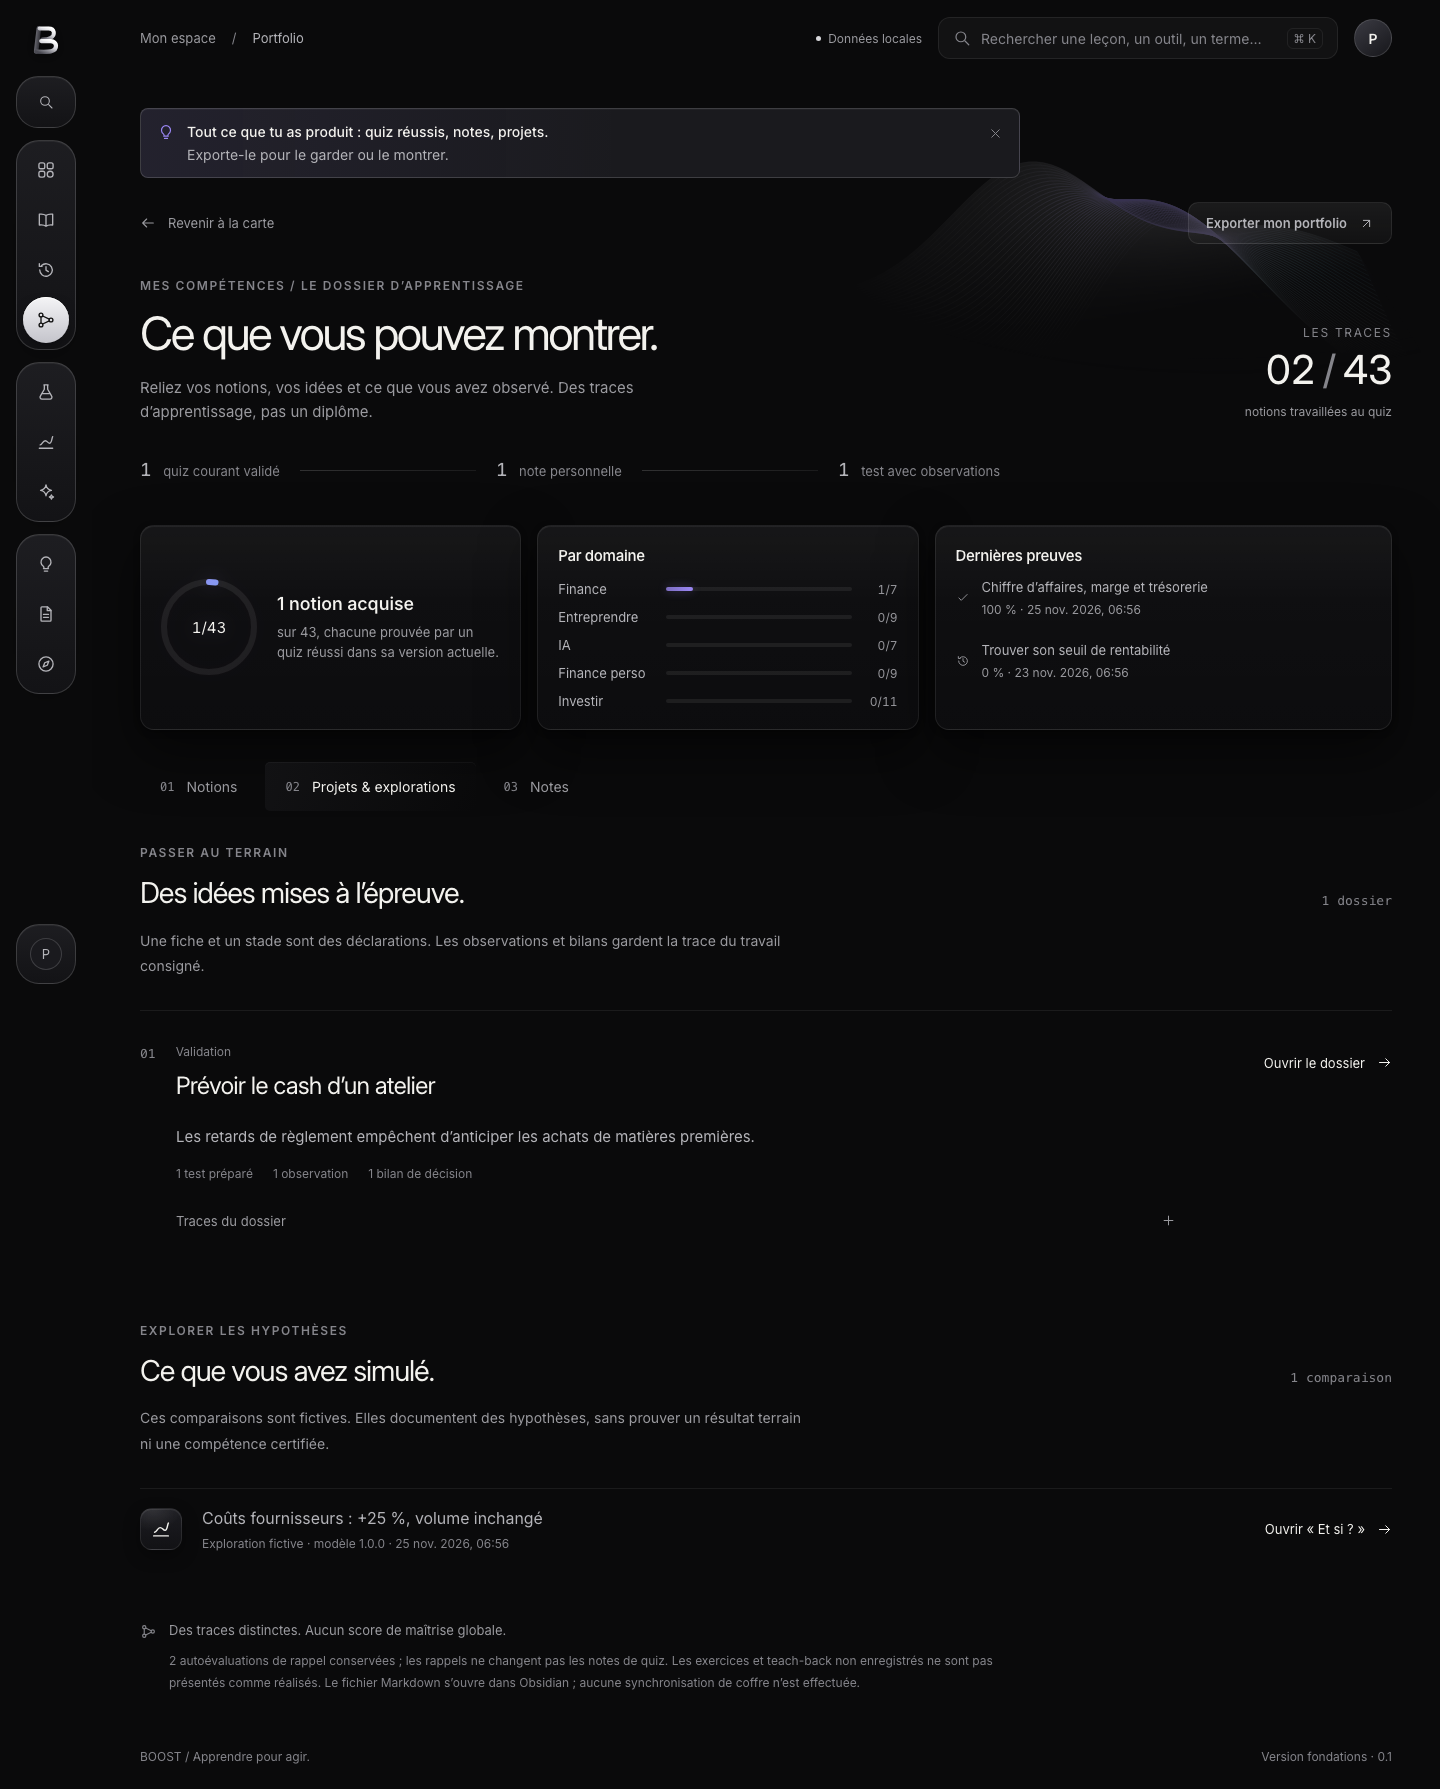 B
Mon espace / Portfolio
Données locales
Rechercher une leçon, un outil, un terme…
⌘ K
P
Tout ce que tu as produit : quiz réussis, notes, projets.
Exporte-le pour le garder ou le montrer.
Revenir à la carte
Exporter mon portfolio
MES COMPÉTENCES / LE DOSSIER D’APPRENTISSAGE
Ce que vous pouvez montrer.
Reliez vos notions, vos idées et ce que vous avez observé. Des traces
d’apprentissage, pas un diplôme.
LES TRACES
02 / 43
notions travaillées au quiz
1 quiz courant validé
1 note personnelle
1 test avec observations
1/43
1 notion acquise
sur 43, chacune prouvée par un
quiz réussi dans sa version actuelle.
Par domaine
Finance 1/7
Entreprendre 0/9
IA 0/7
Finance perso 0/9
Investir 0/11
Dernières preuves
Chiffre d’affaires, marge et trésorerie
100 % · 25 nov. 2026, 06:56
Trouver son seuil de rentabilité
0 % · 23 nov. 2026, 06:56
01 Notions
02 Projets & explorations
03 Notes
PASSER AU TERRAIN
Des idées mises à l’épreuve.
1 dossier
Une fiche et un stade sont des déclarations. Les observations et bilans gardent la trace du travail
consigné.
P
01
Validation
Prévoir le cash d’un atelier
Ouvrir le dossier
Les retards de règlement empêchent d’anticiper les achats de matières premières.
1 test préparé 1 observation 1 bilan de décision
Traces du dossier
EXPLORER LES HYPOTHÈSES
Ce que vous avez simulé.
1 comparaison
Ces comparaisons sont fictives. Elles documentent des hypothèses, sans prouver un résultat terrain
ni une compétence certifiée.
Coûts fournisseurs : +25 %, volume inchangé
Exploration fictive · modèle 1.0.0 · 25 nov. 2026, 06:56
Ouvrir « Et si ? »
Des traces distinctes. Aucun score de maîtrise globale.
2 autoévaluations de rappel conservées ; les rappels ne changent pas les notes de quiz. Les exercices et teach-back non enregistrés ne sont pas
présentés comme réalisés. Le fichier Markdown s’ouvre dans Obsidian ; aucune synchronisation de coffre n’est effectuée.
BOOST / Apprendre pour agir.
Version fondations · 0.1